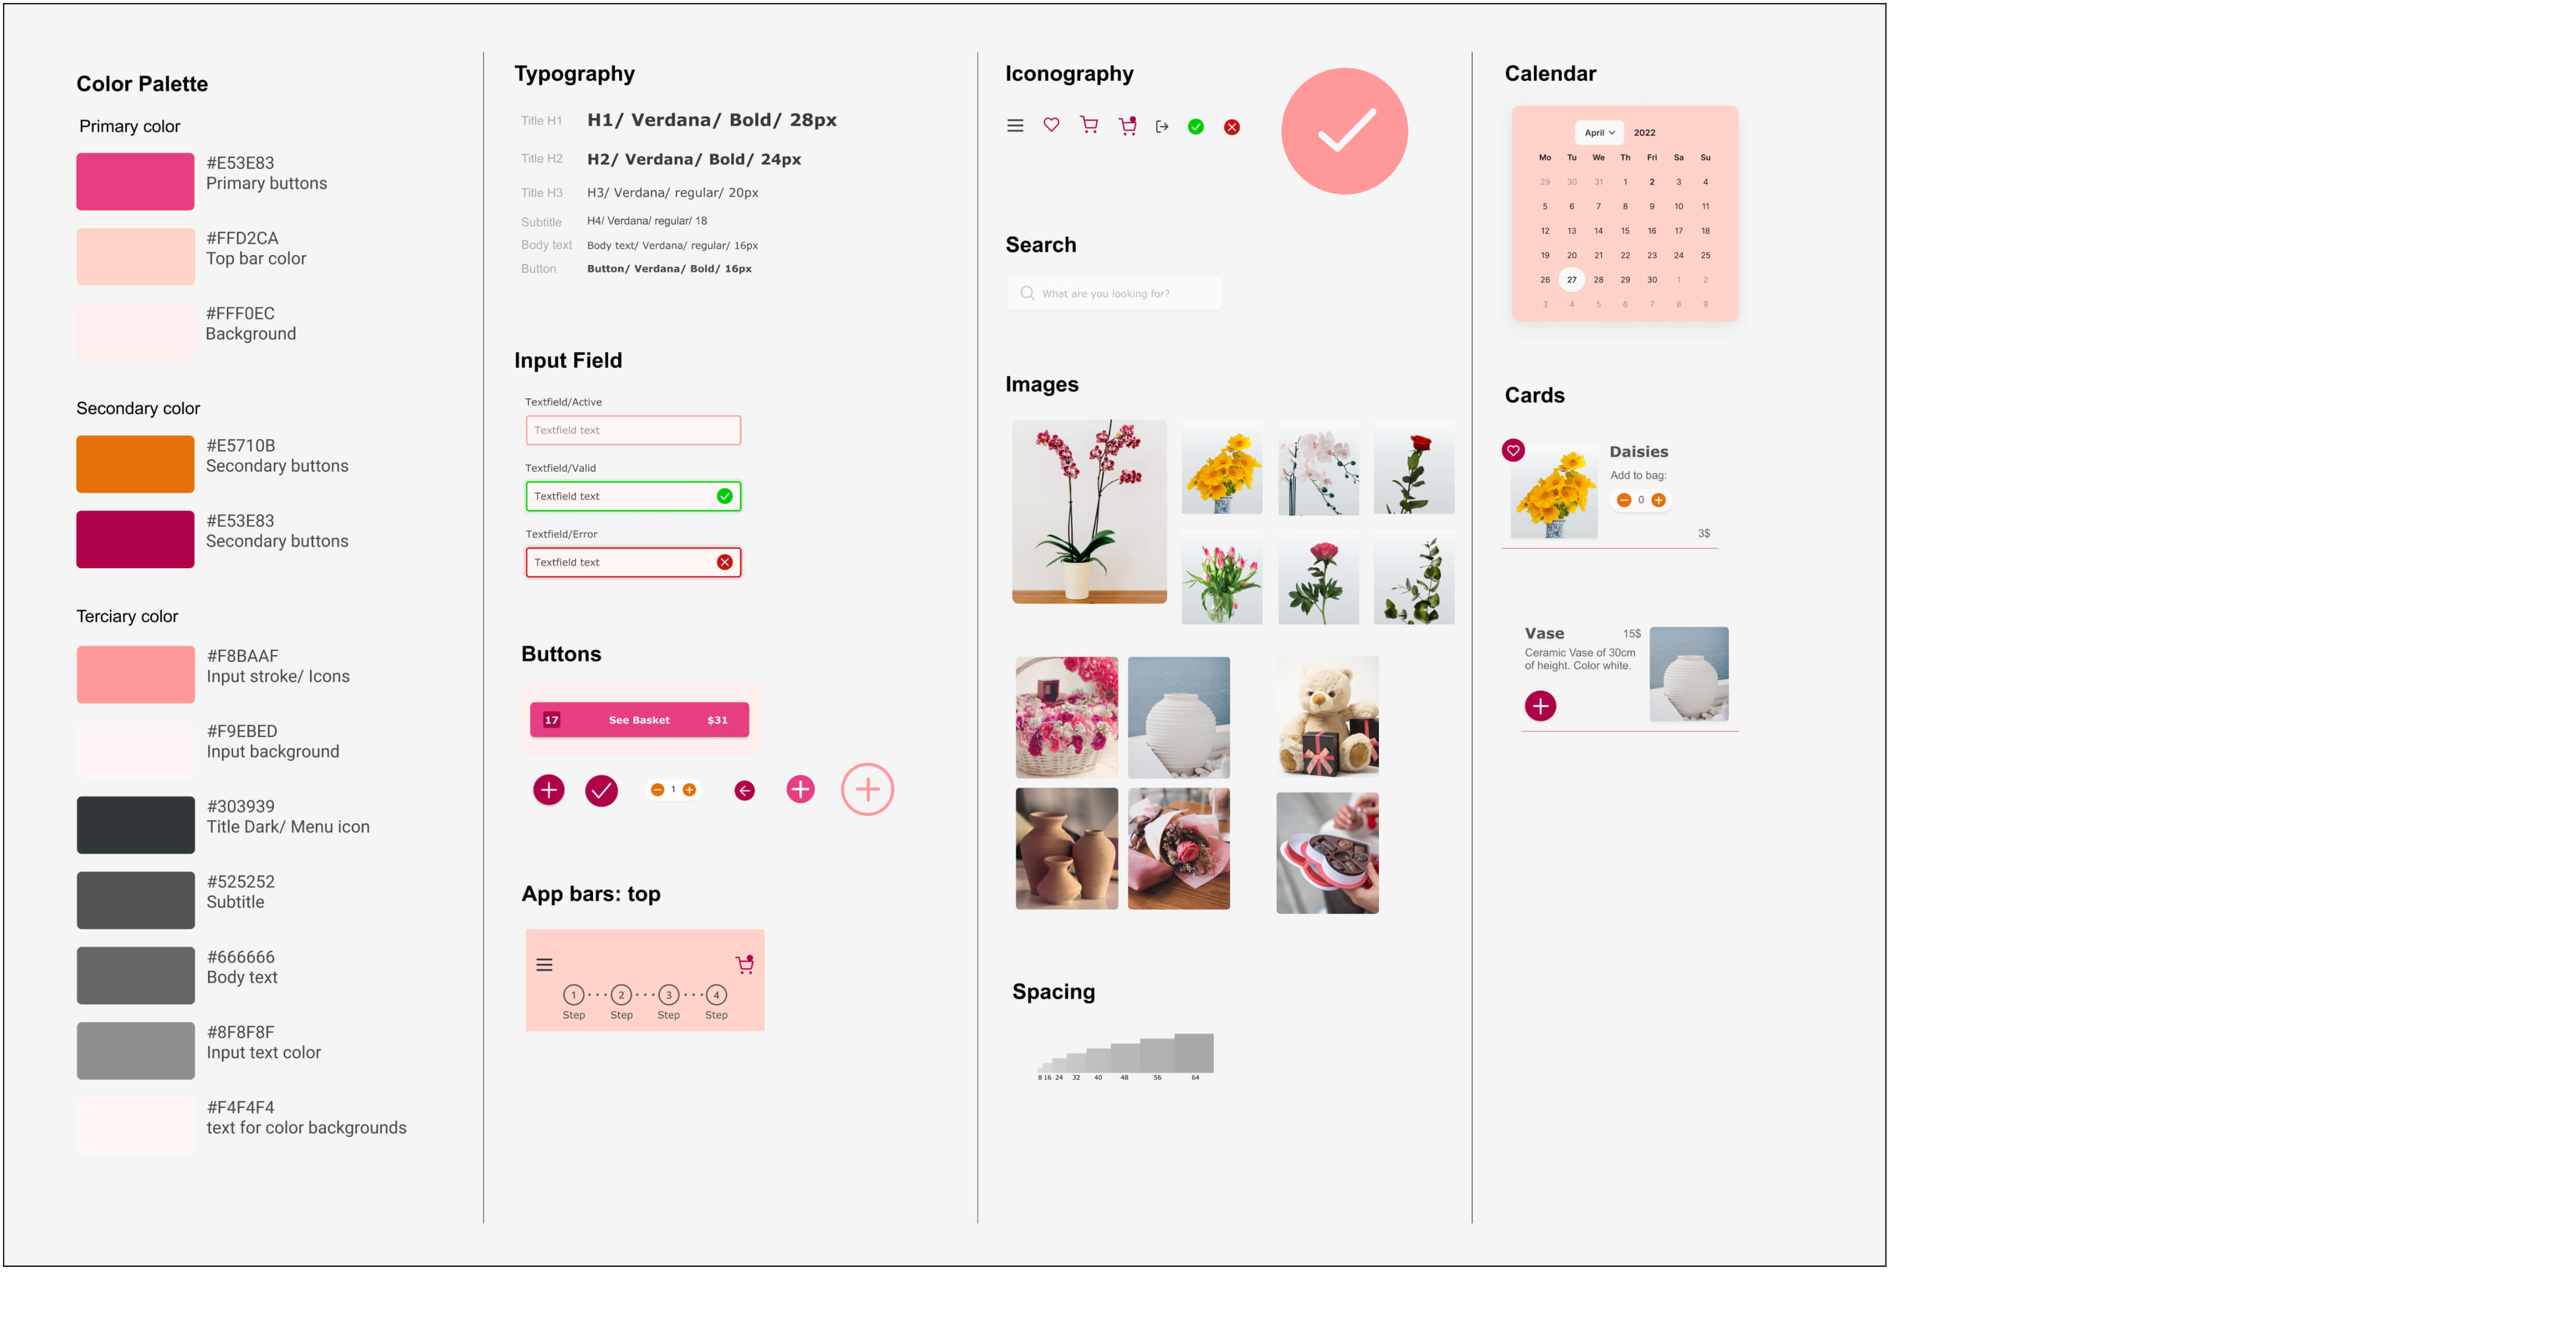 Color Palette
Primary color
#E53E83
Primary buttons
#FFD2CA
Top bar color
#FFF0EC
Background
Secondary color
#E5710B
Secondary buttons
#E53E83
Secondary buttons
Terciary color
#F8BAAF
Input stroke/ Icons
#F9EBED
Input background
#303939
Title Dark/ Menu icon
#525252
Subtitle
#666666
Body text
#8F8F8F
Input text color
#F4F4F4
text for color backgrounds
Typography
Title H1 H1/ Verdana/ Bold/ 28px
Title H2 H2/ Verdana/ Bold/ 24px
Title H3 H3/ Verdana/ regular/ 20px
Subtitle H4/ Verdana/ regular/ 18
Body text Body text/ Verdana/ regular/ 16px
Button Button/ Verdana/ Bold/ 16px
Input Field
Textfield/Active
Textfield text
Textfield/Valid
Textfield text
Textfield/Error
Textfield text
Buttons
17 See Basket $31
1
App bars: top
1 2 3 4
Step Step Step Step
Iconography
Search
What are you looking for?
Images
Spacing
8 16 24 32 40 48 56 64
Calendar
April 2022
Mo Tu We Th Fri Sa Su
29 30 31 1 2 3 4
5 6 7 8 9 10 11
12 13 14 15 16 17 18
19 20 21 22 23 24 25
26 27 28 29 30 1 2
3 4 5 6 7 8 9
Cards
Daisies
Add to bag:
0
3$
Vase 15$
Ceramic Vase of 30cm
of height. Color white.